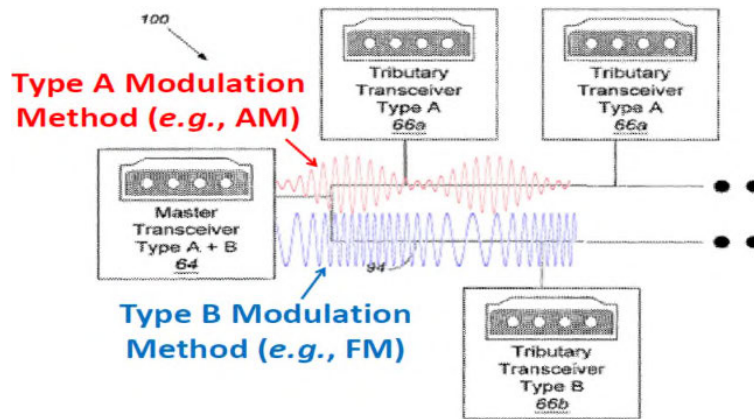 100
Type A Modulation
Method (e.g., AM)
Tributary
Transceiver
Type A
66a
Tributary
Transceiver
Type A
66a
Master
Transceiver
Type A + B
64
94
Type B Modulation
Method (e.g., FM)
Tributary
Transceiver
Type B
66b